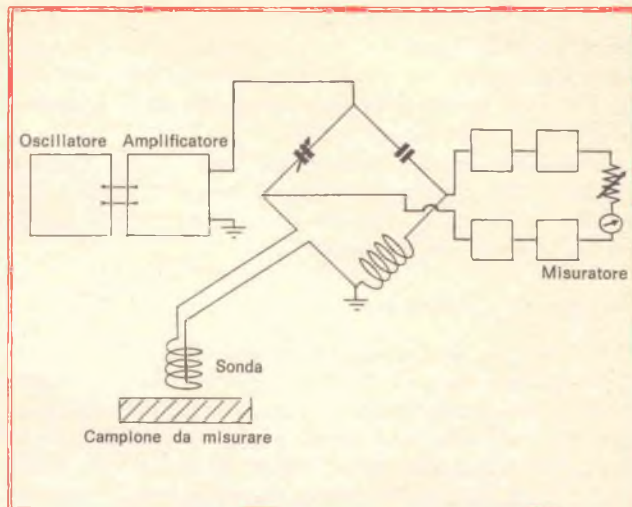 Oscillatore
Amplificatore
Misuratore
Sonda
Campione da misurare